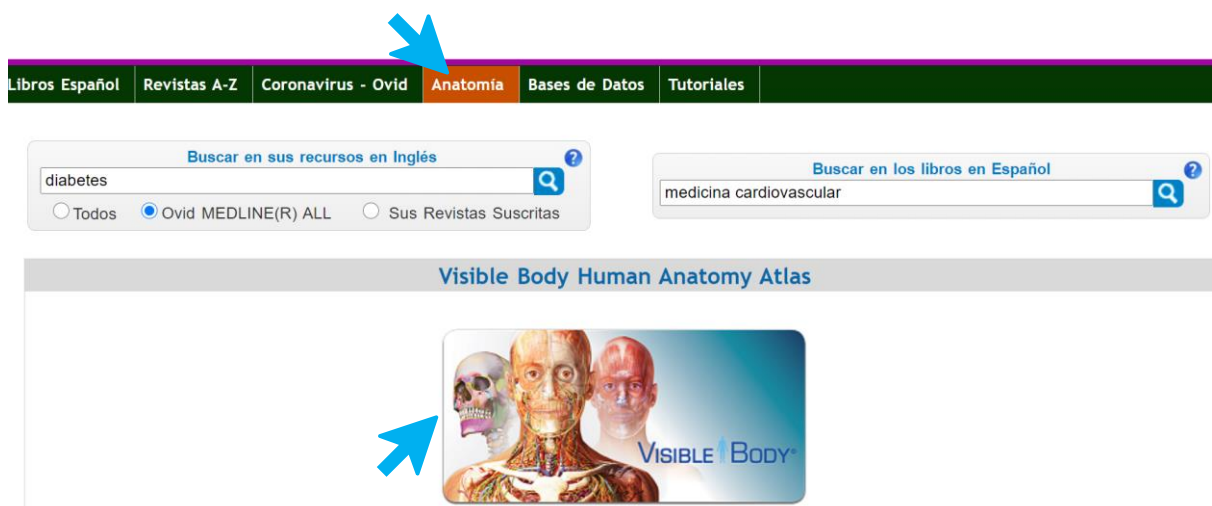 Libros Español Revistas A-Z Coronavirus - Ovid Anatomía Bases de Datos Tutoriales
Buscar en sus recursos en Inglés
diabetes
Todos Ovid MEDLINE(R) ALL Sus Revistas Suscritas
Buscar en los libros en Español
medicina cardiovascular
Visible Body Human Anatomy Atlas
VISIBLE BODY®